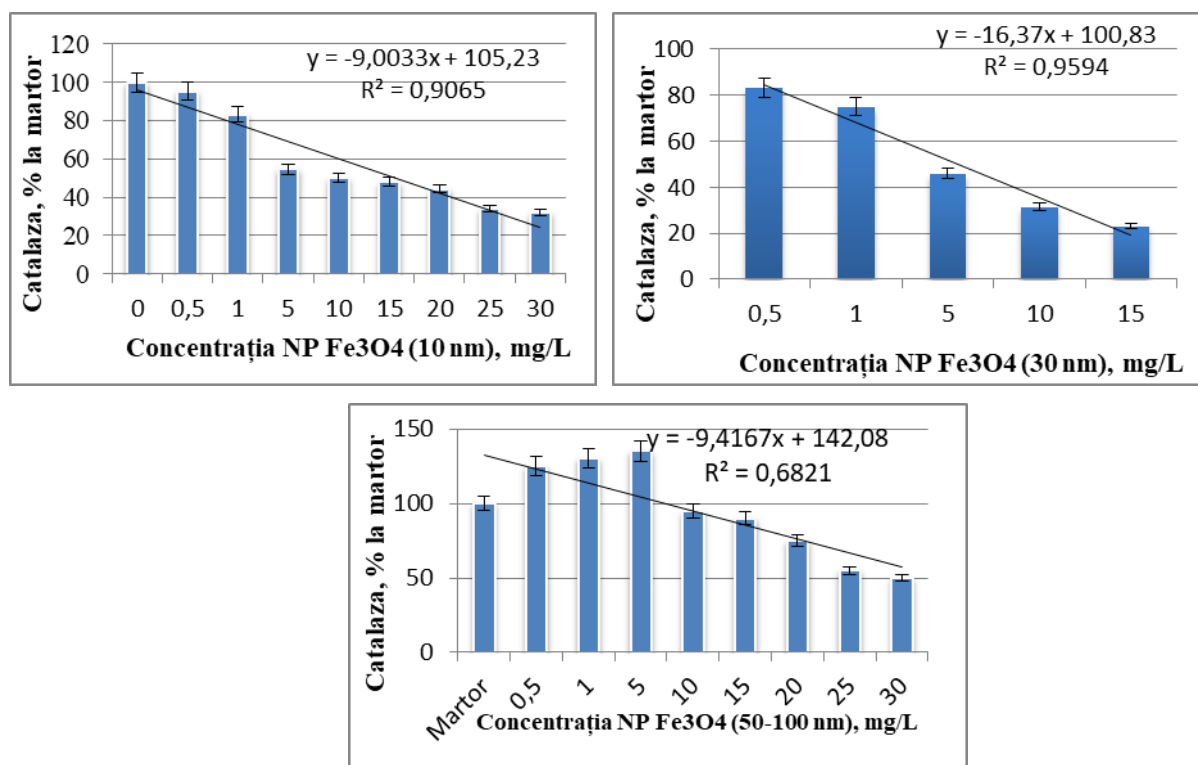 y = -9,0033x + 105,23
R² = 0,9065
Catalaza, % la martor
120
100
80
60
40
20
0
0 0,5 1 5 10 15 20 25 30
Concentrația NP Fe3O4 (10 nm), mg/L
y = -16,37x + 100,83
R² = 0,9594
Catalaza, % la martor
100
80
60
40
20
0
0,5 1 5 10 15
Concentrația NP Fe3O4 (30 nm), mg/L
y = -9,4167x + 142,08
R² = 0,6821
Catalaza, % la martor
150
100
50
0
Martor 0,5 1 5 10 15 20 25 30
Concentrația NP Fe3O4 (50-100 nm), mg/L